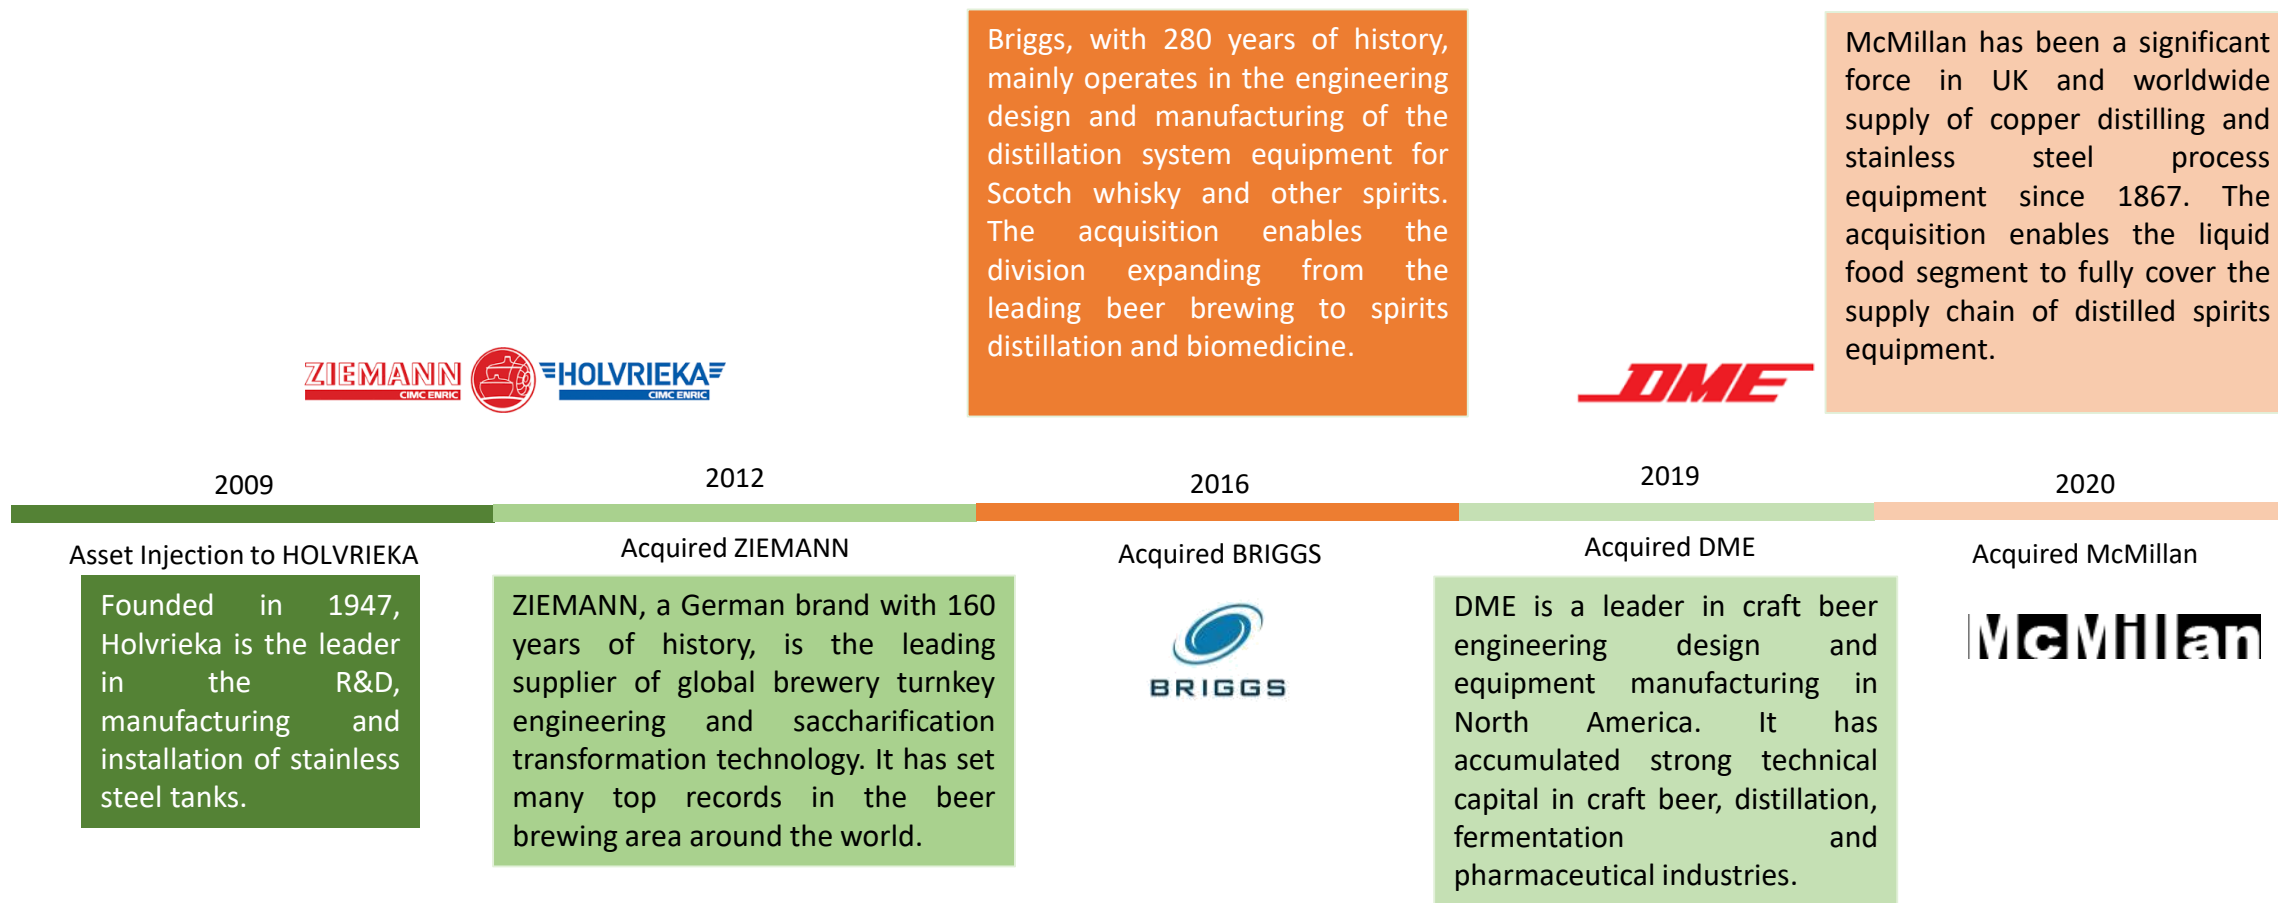 Briggs, with 280 years of history,
mainly operates in the engineering
design and manufacturing of the
distillation system equipment for
Scotch whisky and other spirits.
The acquisition enables the
division expanding from the
leading beer brewing to spirits
distillation and biomedicine.
McMillan has been a significant
force in UK and worldwide
supply of copper distilling and
stainless steel process
equipment since 1867. The
acquisition enables the liquid
food segment to fully cover the
supply chain of distilled spirits
equipment.
ZIEMANN
CIMC ENRIC
HOLVRIEKA
CIMC ENRIC
DME
2009
2012
2016
2019
2020
Asset Injection to HOLVRIEKA
Acquired ZIEMANN
Acquired BRIGGS
Acquired DME
Acquired McMillan
Founded in 1947,
Holvrieka is the leader
in the R&D,
manufacturing and
installation of stainless
steel tanks.
ZIEMANN, a German brand with 160
years of history, is the leading
supplier of global brewery turnkey
engineering and saccharification
transformation technology. It has set
many top records in the beer
brewing area around the world.
BRIGGS
DME is a leader in craft beer
engineering design and
equipment manufacturing in
North America. It has
accumulated strong technical
capital in craft beer, distillation,
fermentation and
pharmaceutical industries.
McMillan